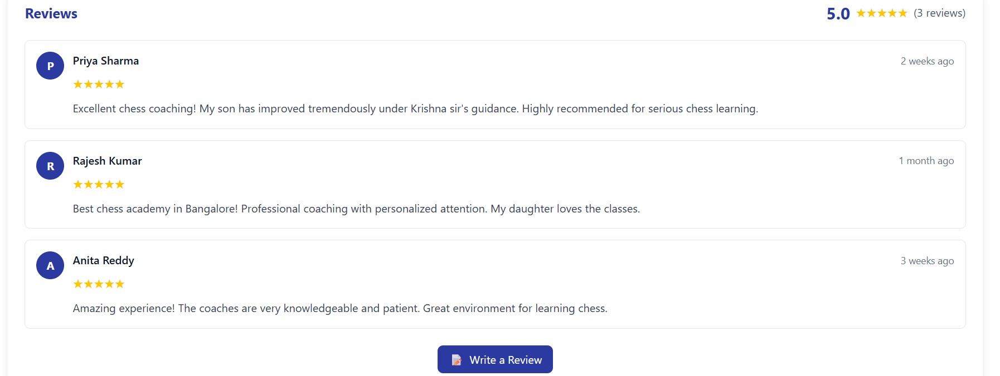 Reviews
5.0 ★★★★★ (3 reviews)
P
Priya Sharma
2 weeks ago
★★★★★
Excellent chess coaching! My son has improved tremendously under Krishna sir's guidance. Highly recommended for serious chess learning.
R
Rajesh Kumar
1 month ago
★★★★★
Best chess academy in Bangalore! Professional coaching with personalized attention. My daughter loves the classes.
A
Anita Reddy
3 weeks ago
★★★★★
Amazing experience! The coaches are very knowledgeable and patient. Great environment for learning chess.
📝 Write a Review